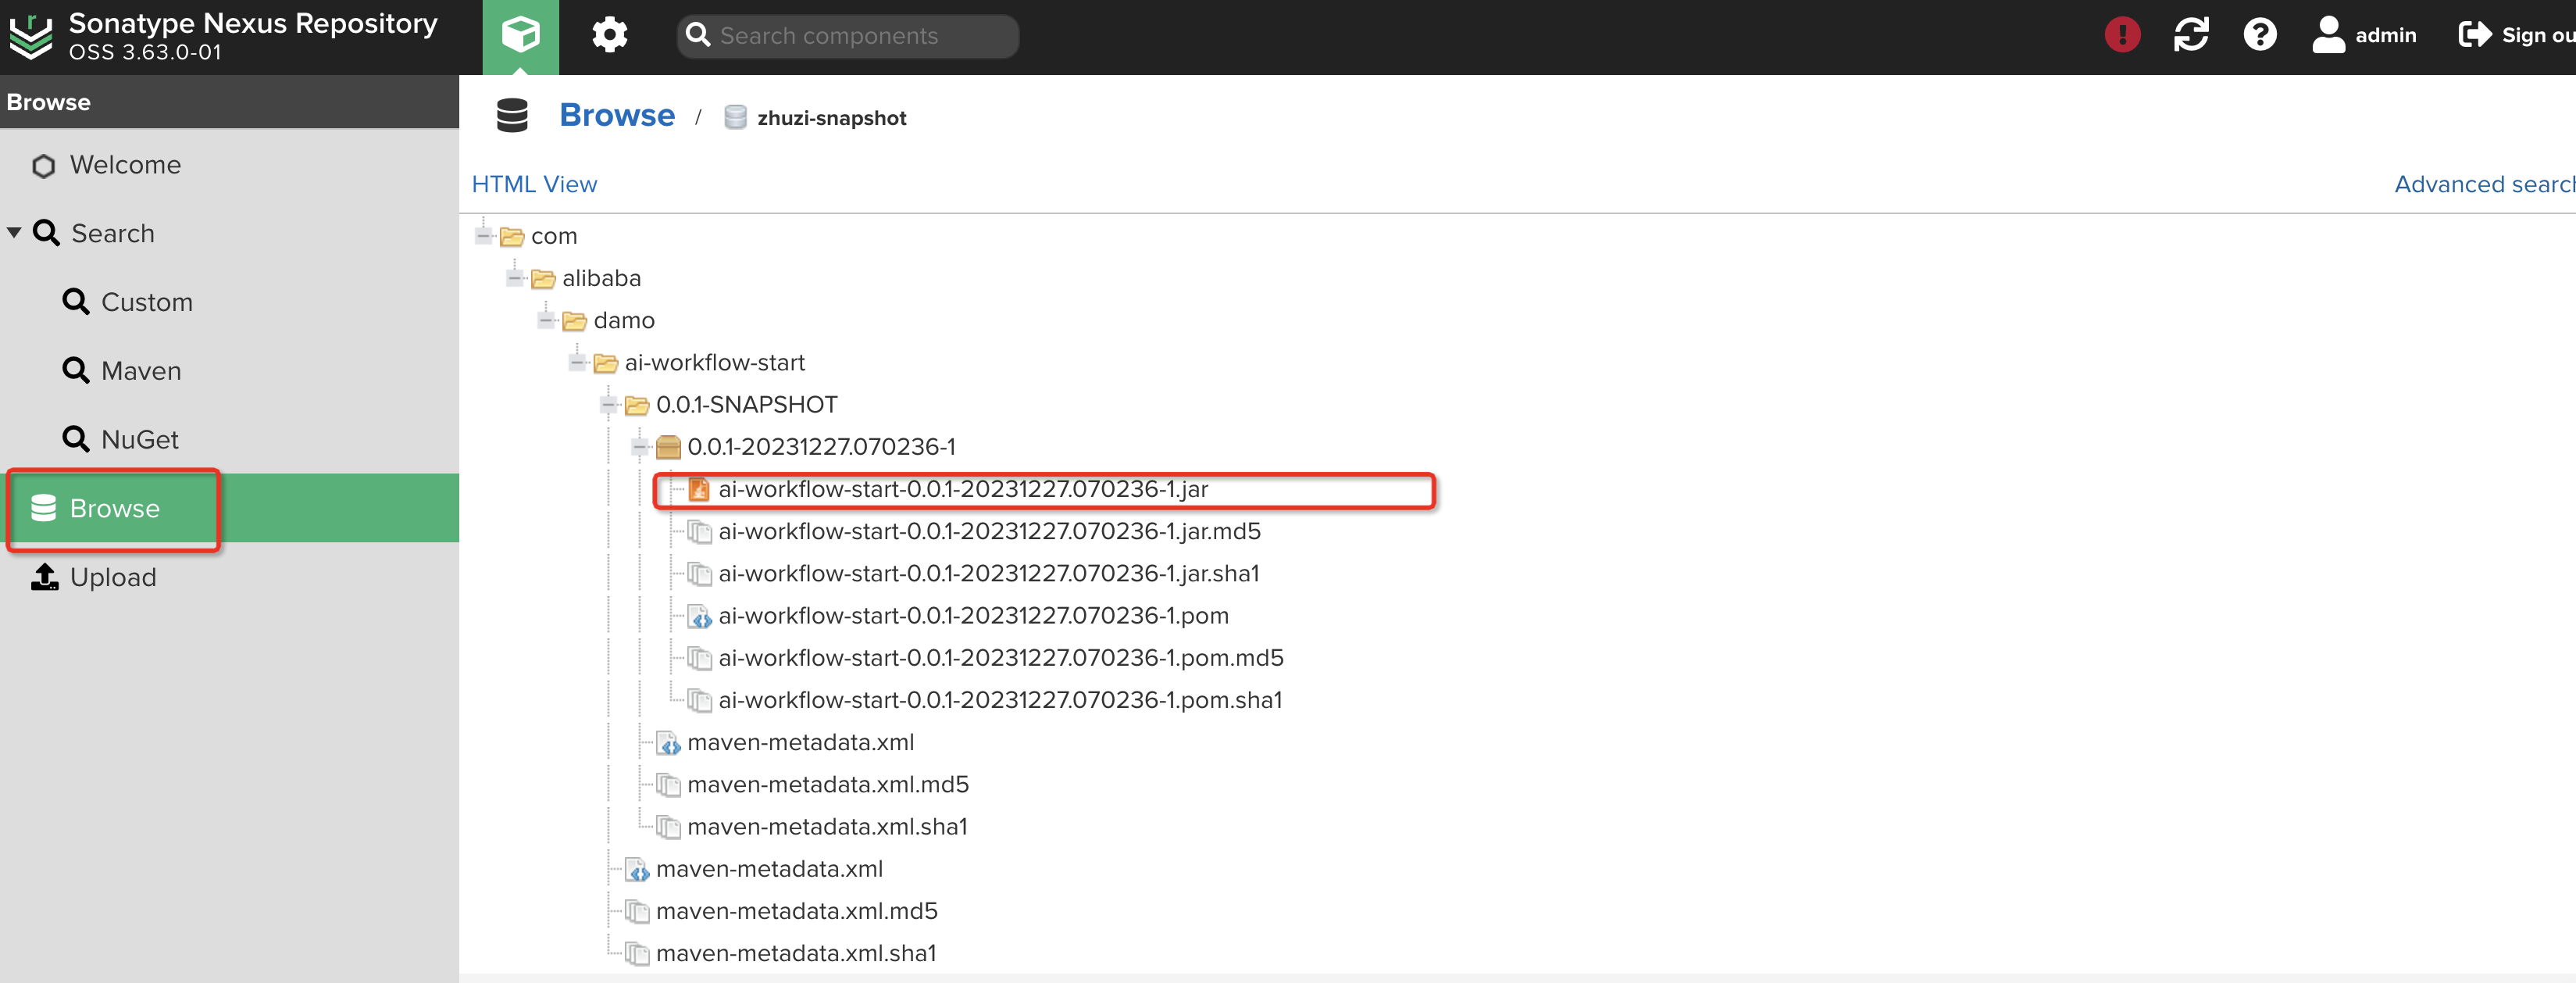 Sonatype Nexus Repository
OSS 3.63.0-01
Search components
admin
Sign ou
Browse
Welcome
Search
Custom
Maven
NuGet
Browse
Upload
Browse / zhuzi-snapshot
HTML View
Advanced search
com
alibaba
damo
ai-workflow-start
0.0.1-SNAPSHOT
0.0.1-20231227.070236-1
ai-workflow-start-0.0.1-20231227.070236-1.jar
ai-workflow-start-0.0.1-20231227.070236-1.jar.md5
ai-workflow-start-0.0.1-20231227.070236-1.jar.sha1
ai-workflow-start-0.0.1-20231227.070236-1.pom
ai-workflow-start-0.0.1-20231227.070236-1.pom.md5
ai-workflow-start-0.0.1-20231227.070236-1.pom.sha1
maven-metadata.xml
maven-metadata.xml.md5
maven-metadata.xml.sha1
maven-metadata.xml
maven-metadata.xml.md5
maven-metadata.xml.sha1